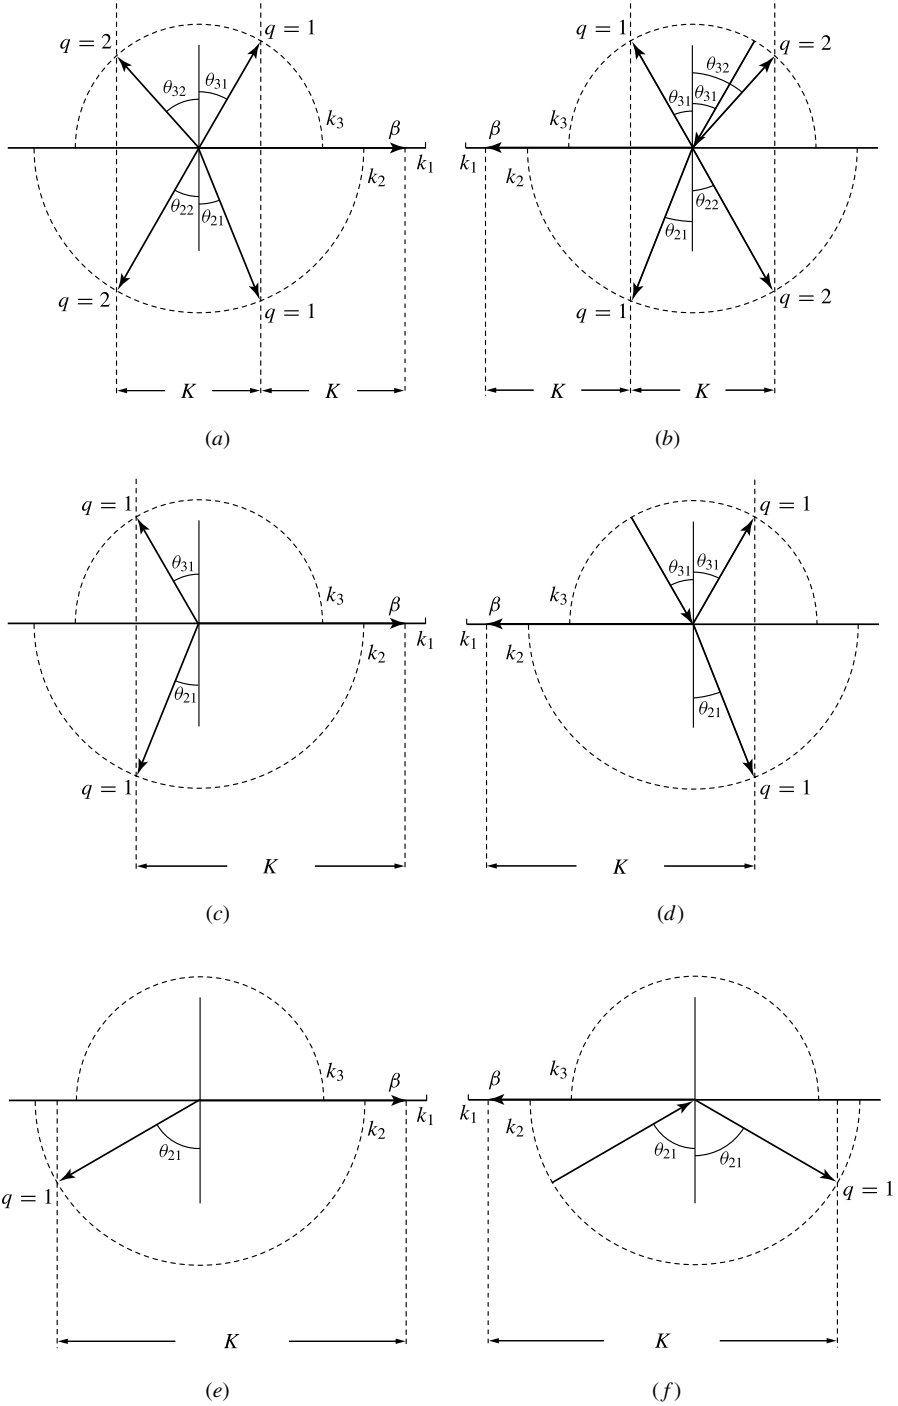 q = 2
q = 1
θ32
θ31
k3
β
k1
k2
θ22
θ21
q = 2
q = 1
K
K
(a)
q = 1
q = 2
θ32
θ31
θ31
k3
β
k1
k2
θ22
θ21
q = 1
q = 2
K
K
(b)
q = 1
θ31
k3
β
k1
k2
θ21
q = 1
K
(c)
q = 1
θ31
θ31
k3
β
k1
k2
θ21
q = 1
K
(d)
k3
β
k1
k2
θ21
q = 1
K
(e)
k3
β
k1
k2
θ21
θ21
q = 1
K
(f)